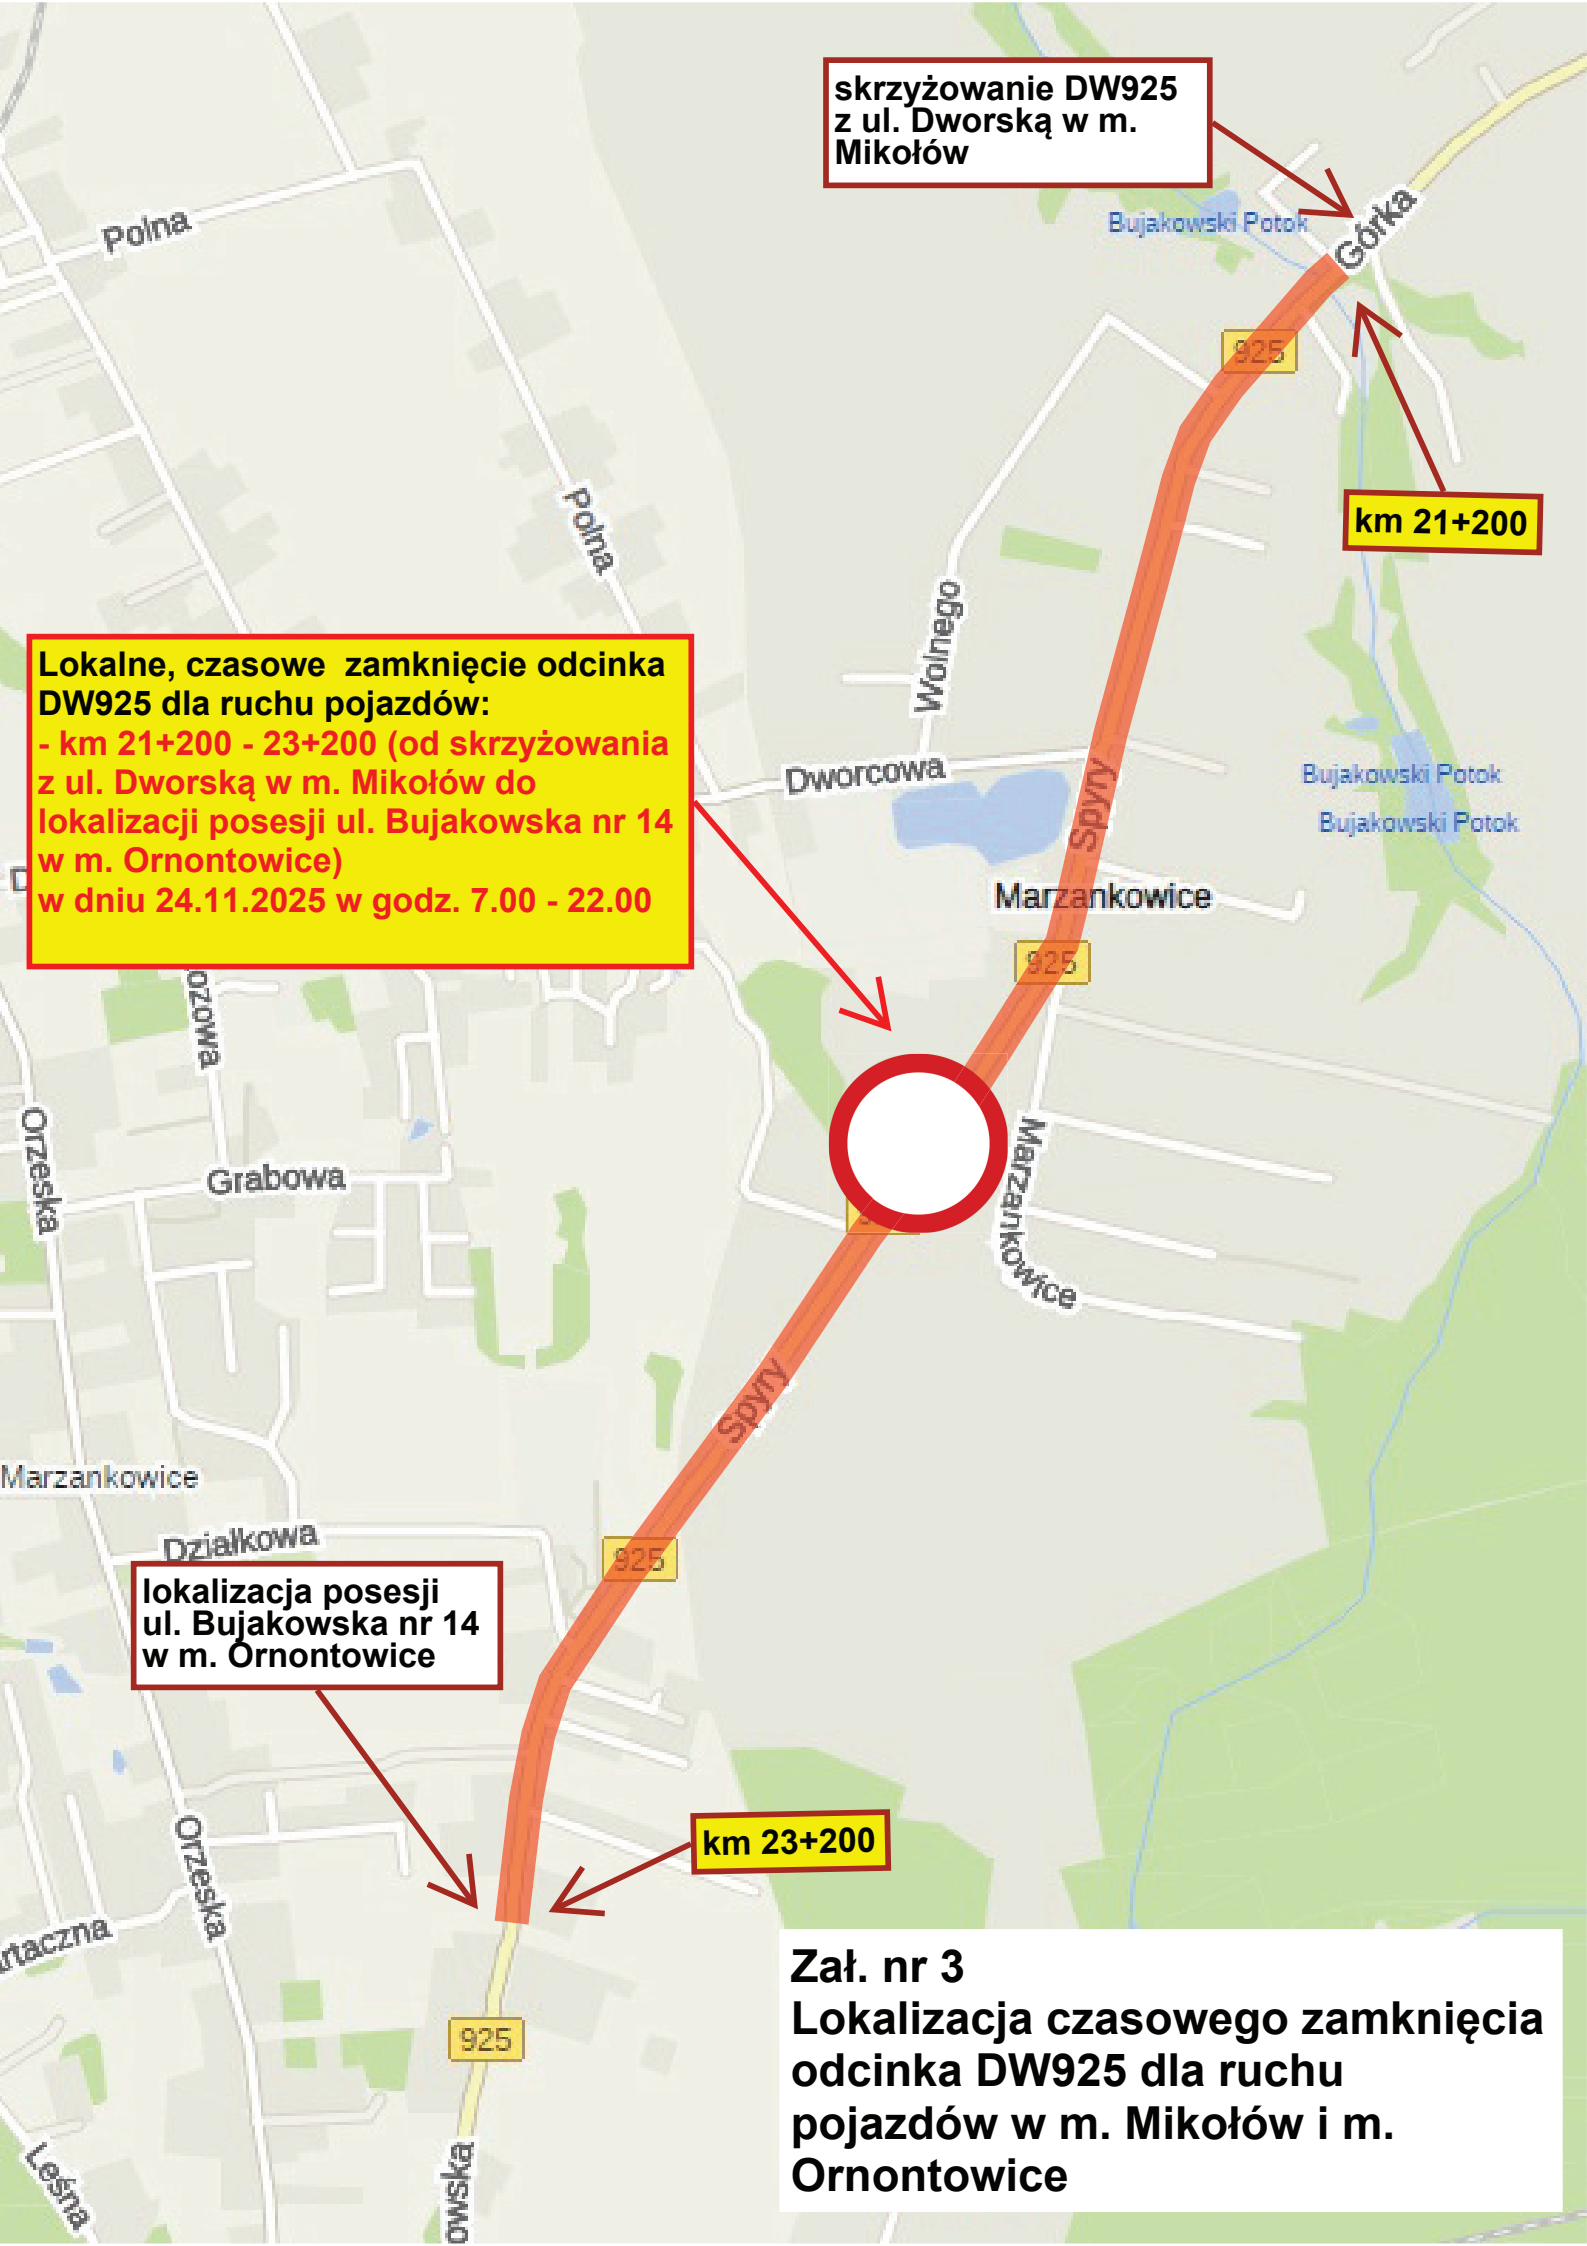 skrzyżowanie DW925
z ul. Dworską w m.
Mikołów
Polna
Bujakowski Potok
Górka
925
Polna
km 21+200
Wolnego
Lokalne, czasowe zamknięcie odcinka
DW925 dla ruchu pojazdów:
- km 21+200 - 23+200 (od skrzyżowania
z ul. Dworską w m. Mikołów do
lokalizacji posesji ul. Bujakowska nr 14
w m. Ornontowice)
w dniu 24.11.2025 w godz. 7.00 - 22.00
Dworcowa
Spyry
Bujakowski Potok
Bujakowski Potok
Marzankowice
925
ozowa
Orzeska
Grabowa
Marzankowice
Spyry
Marzankowice
Działkowa
925
lokalizacja posesji
ul. Bujakowska nr 14
w m. Ornontowice
km 23+200
Orzeska
rtaczna
925
Leśna
owska
Zał. nr 3
Lokalizacja czasowego zamknięcia
odcinka DW925 dla ruchu
pojazdów w m. Mikołów i m.
Ornontowice